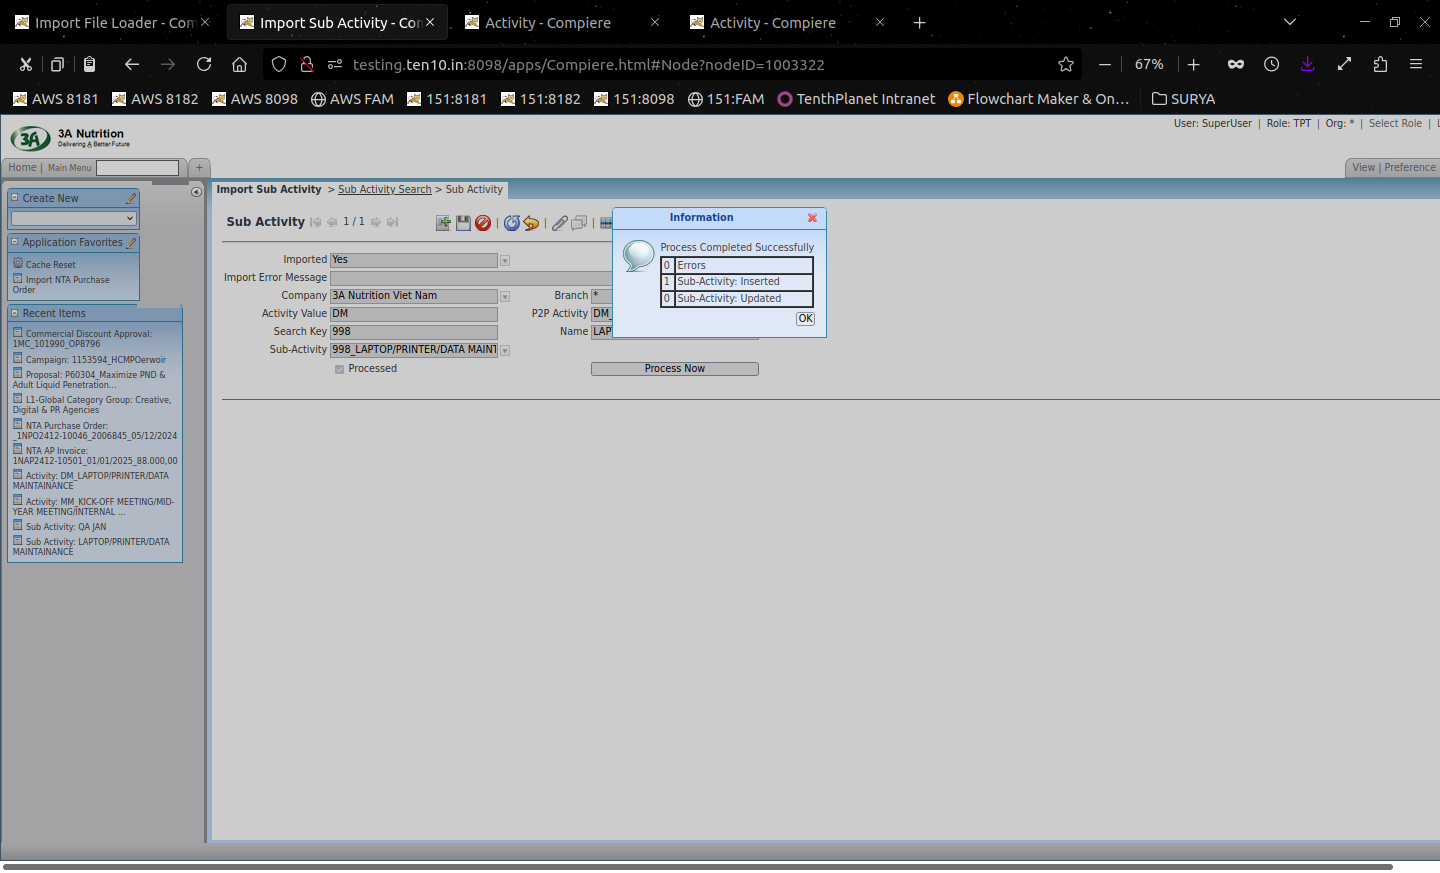 Import File Loader - Com
Import Sub Activity - Com
Activity - Compiere
Activity - Compiere
testing.ten10.in:8098/apps/Compiere.html#Node?nodeID=1003322
67%
AWS 8181
AWS 8182
AWS 8098
AWS FAM
151:8181
151:8182
151:8098
151:FAM
TenthPlanet Intranet
Flowchart Maker & On…
SURYA
3A
3A Nutrition
Delivering A Better Future
User: SuperUser | Role: TPT | Org: * | Select Role |
Home | Main Menu
+
View | Preference
Create New
Application Favorites
Cache Reset
Import NTA Purchase
Order
Recent Items
Commercial Discount Approval:
1MC_101990_OP8796
Campaign: 1153594_HCMPOerwoir
Proposal: P60304_Maximize PND &
Adult Liquid Penetration...
L1-Global Category Group: Creative,
Digital & PR Agencies
NTA Purchase Order:
_1NPO2412-10046_2006845_05/12/2024
NTA AP Invoice:
1NAP2412-10501_01/01/2025_88.000,00
Activity: DM_LAPTOP/PRINTER/DATA
MAINTAINANCE
Activity: MM_KICK-OFF MEETING/MID-
YEAR MEETING/INTERNAL ...
Sub Activity: QA JAN
Sub Activity: LAPTOP/PRINTER/DATA
MAINTAINANCE
Import Sub Activity > Sub Activity Search > Sub Activity
Sub Activity 1 / 1
Imported Yes
Import Error Message
Company 3A Nutrition Viet Nam
Branch *
Activity Value DM
P2P Activity DM_
Search Key 998
Name LAPT
Sub-Activity 998_LAPTOP/PRINTER/DATA MAINT
Processed
Process Now
Information
Process Completed Successfully
0 Errors
1 Sub-Activity: Inserted
0 Sub-Activity: Updated
OK